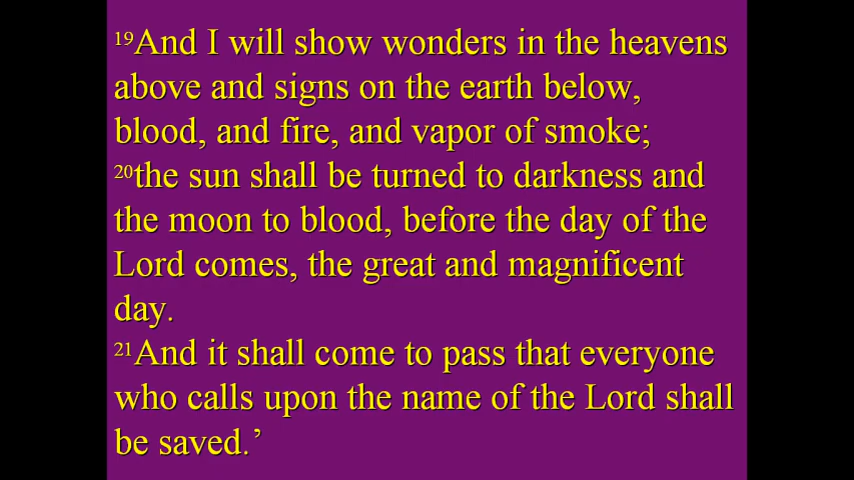 19And I will show wonders in the heavens
above and signs on the earth below,
blood, and fire, and vapor of smoke;
20the sun shall be turned to darkness and
the moon to blood, before the day of the
Lord comes, the great and magnificent
day.
21And it shall come to pass that everyone
who calls upon the name of the Lord shall
be saved.’